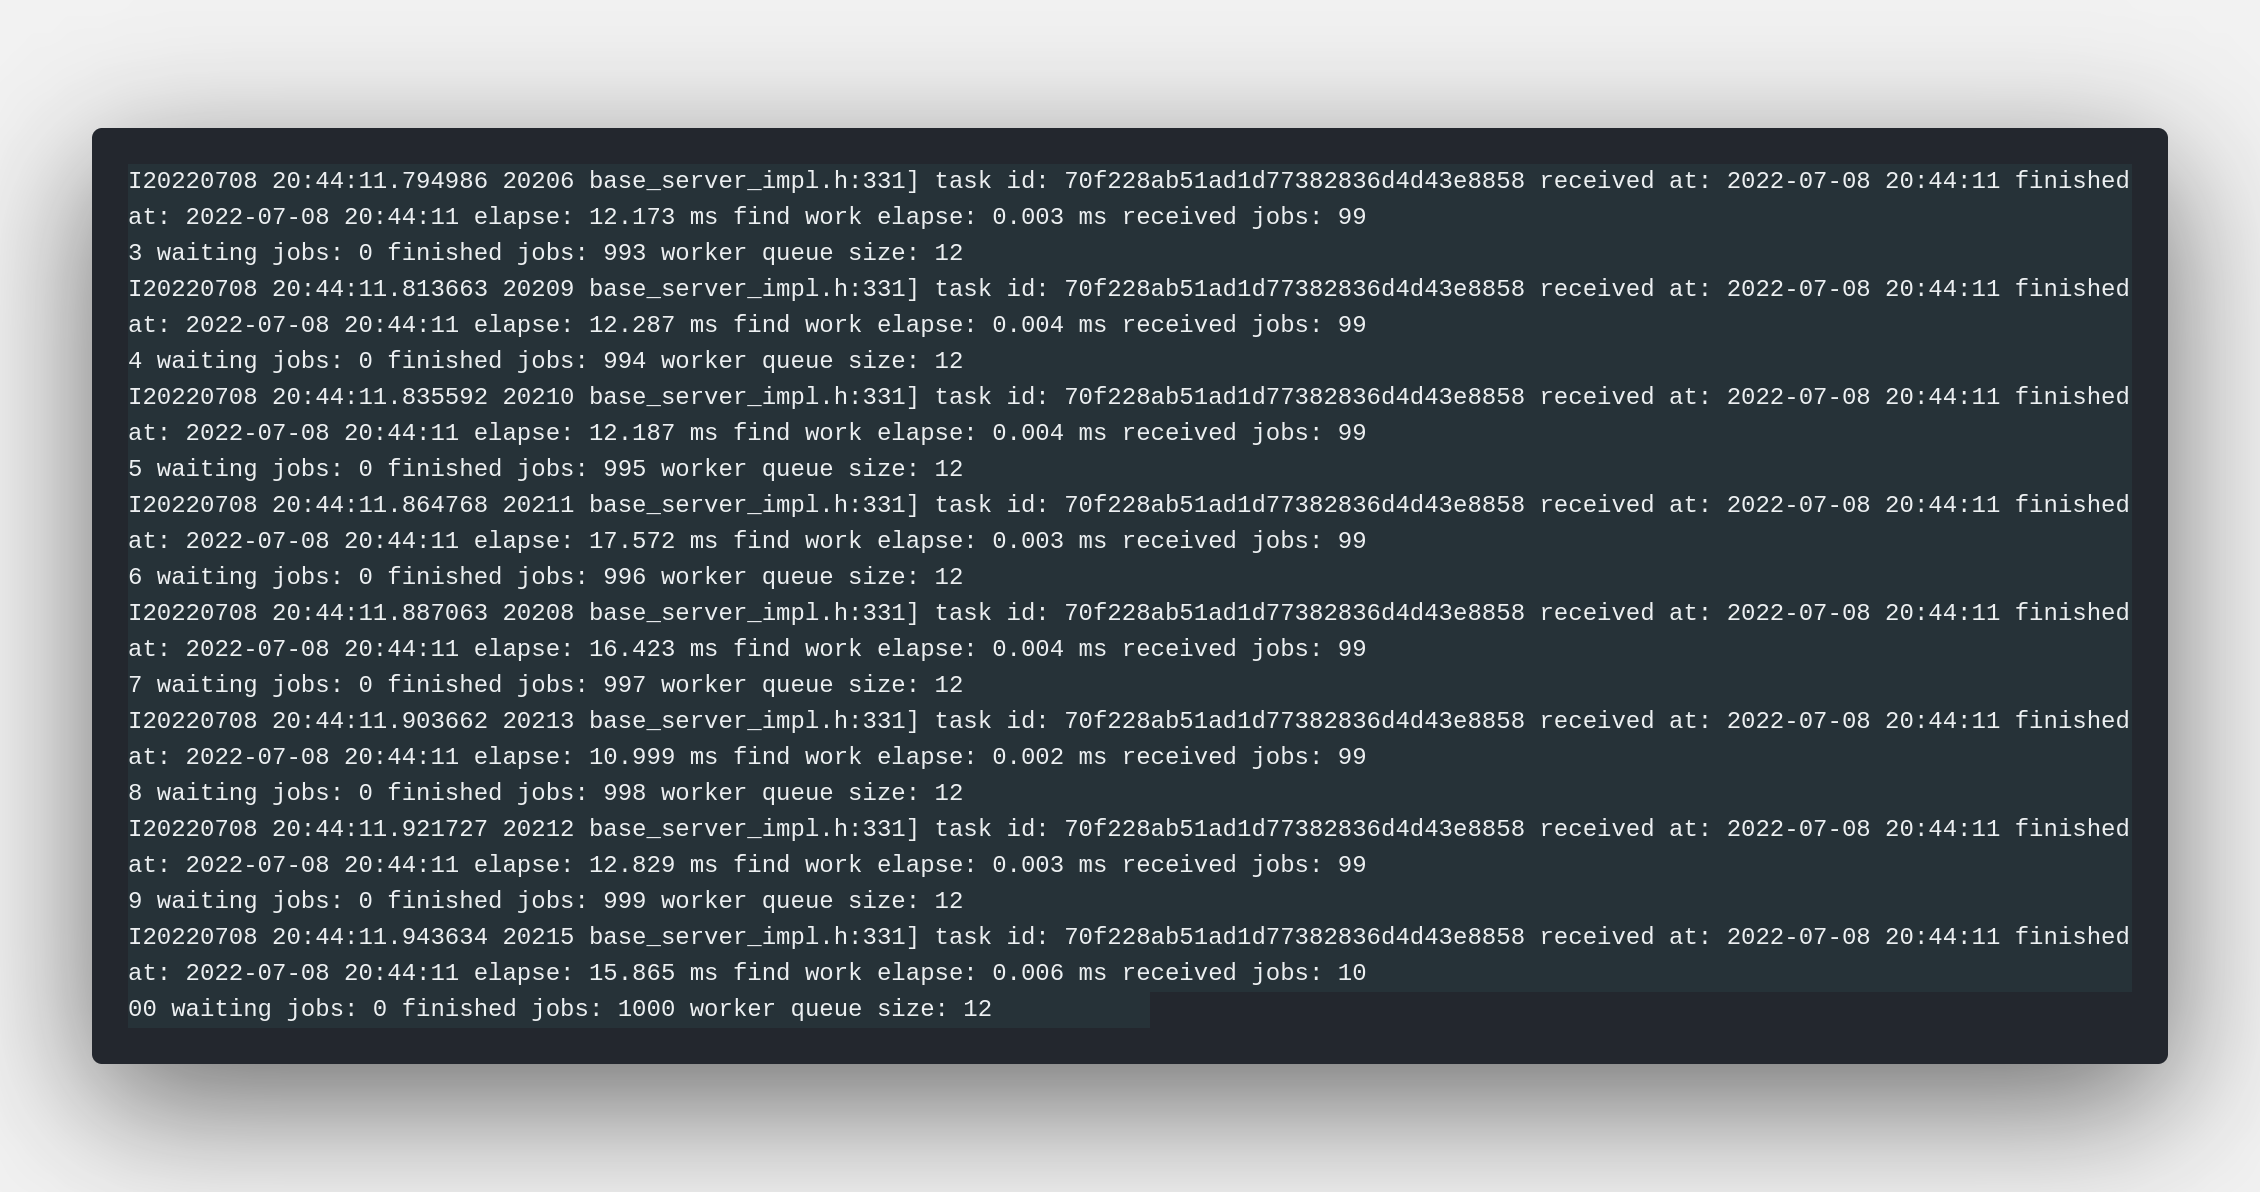 I20220708 20:44:11.794986 20206 base_server_impl.h:331] task id: 70f228ab51ad1d77382836d4d43e8858 received at: 2022-07-08 20:44:11 finished
at: 2022-07-08 20:44:11 elapse: 12.173 ms find work elapse: 0.003 ms received jobs: 99
3 waiting jobs: 0 finished jobs: 993 worker queue size: 12
I20220708 20:44:11.813663 20209 base_server_impl.h:331] task id: 70f228ab51ad1d77382836d4d43e8858 received at: 2022-07-08 20:44:11 finished
at: 2022-07-08 20:44:11 elapse: 12.287 ms find work elapse: 0.004 ms received jobs: 99
4 waiting jobs: 0 finished jobs: 994 worker queue size: 12
I20220708 20:44:11.835592 20210 base_server_impl.h:331] task id: 70f228ab51ad1d77382836d4d43e8858 received at: 2022-07-08 20:44:11 finished
at: 2022-07-08 20:44:11 elapse: 12.187 ms find work elapse: 0.004 ms received jobs: 99
5 waiting jobs: 0 finished jobs: 995 worker queue size: 12
I20220708 20:44:11.864768 20211 base_server_impl.h:331] task id: 70f228ab51ad1d77382836d4d43e8858 received at: 2022-07-08 20:44:11 finished
at: 2022-07-08 20:44:11 elapse: 17.572 ms find work elapse: 0.003 ms received jobs: 99
6 waiting jobs: 0 finished jobs: 996 worker queue size: 12
I20220708 20:44:11.887063 20208 base_server_impl.h:331] task id: 70f228ab51ad1d77382836d4d43e8858 received at: 2022-07-08 20:44:11 finished
at: 2022-07-08 20:44:11 elapse: 16.423 ms find work elapse: 0.004 ms received jobs: 99
7 waiting jobs: 0 finished jobs: 997 worker queue size: 12
I20220708 20:44:11.903662 20213 base_server_impl.h:331] task id: 70f228ab51ad1d77382836d4d43e8858 received at: 2022-07-08 20:44:11 finished
at: 2022-07-08 20:44:11 elapse: 10.999 ms find work elapse: 0.002 ms received jobs: 99
8 waiting jobs: 0 finished jobs: 998 worker queue size: 12
I20220708 20:44:11.921727 20212 base_server_impl.h:331] task id: 70f228ab51ad1d77382836d4d43e8858 received at: 2022-07-08 20:44:11 finished
at: 2022-07-08 20:44:11 elapse: 12.829 ms find work elapse: 0.003 ms received jobs: 99
9 waiting jobs: 0 finished jobs: 999 worker queue size: 12
I20220708 20:44:11.943634 20215 base_server_impl.h:331] task id: 70f228ab51ad1d77382836d4d43e8858 received at: 2022-07-08 20:44:11 finished
at: 2022-07-08 20:44:11 elapse: 15.865 ms find work elapse: 0.006 ms received jobs: 10
00 waiting jobs: 0 finished jobs: 1000 worker queue size: 12